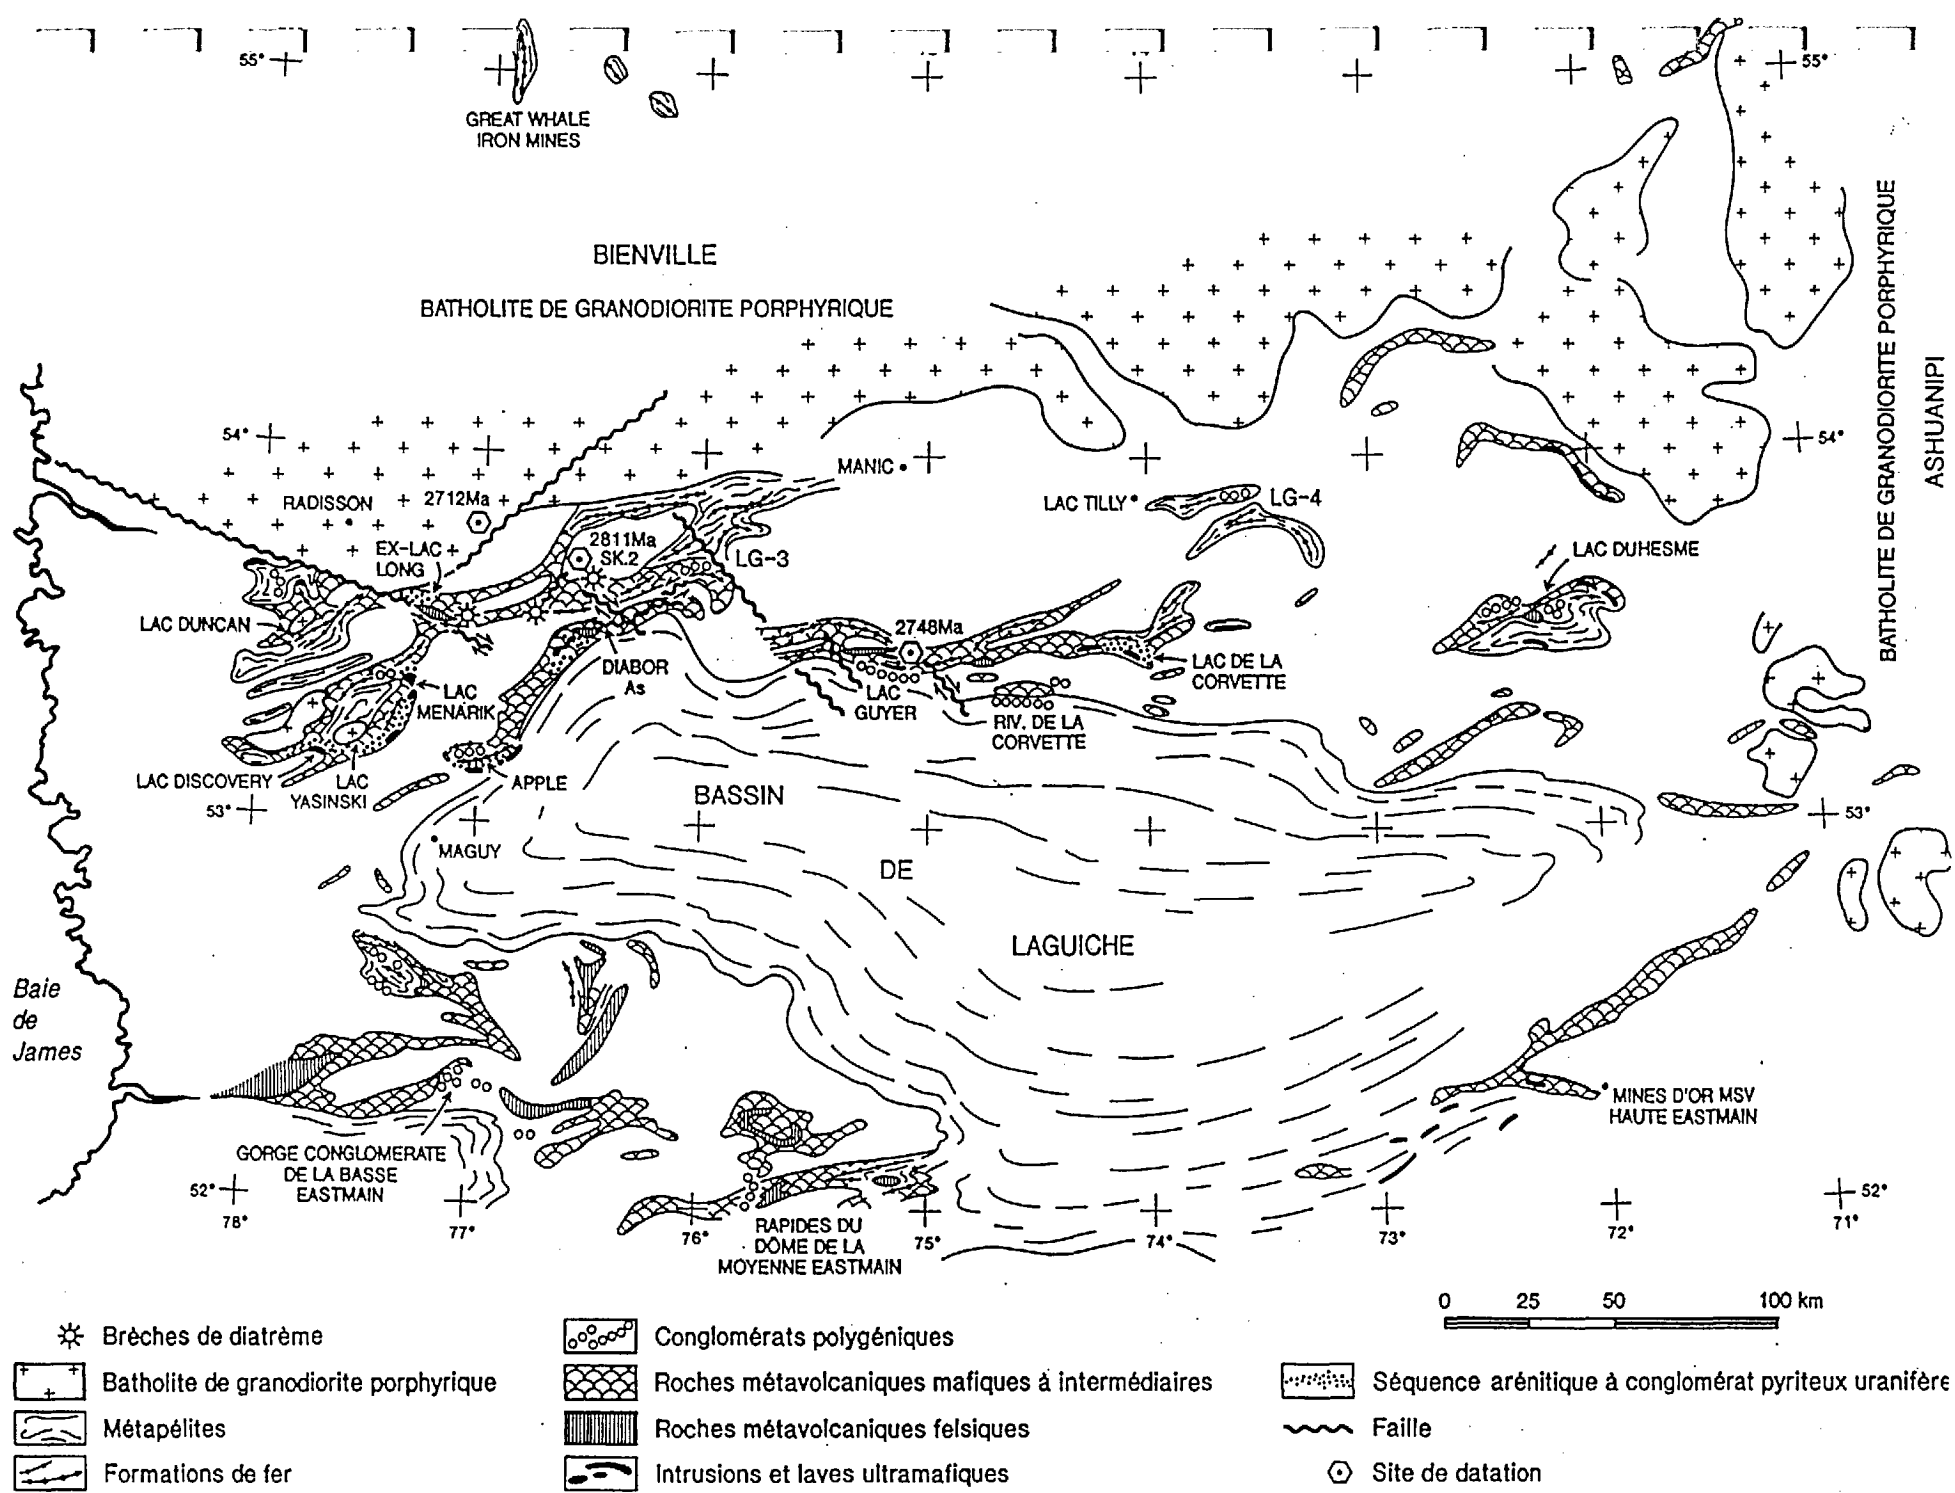 55°
55°
GREAT WHALE
IRON MINES
BIENVILLE
BATHOLITE DE GRANODIORITE PORPHYRIQUE
BATHOLITE DE GRANODIORITE PORPHYRIQUE
ASHUANIPI
54°
54°
MANIC
RADISSON
2712Ma
LAC TILLY
LG-4
EX-LAC
LONG
2811Ma
SK.2
LG-3
LAC DUHESME
LAC DUNCAN
2748Ma
DIABOR
As
LAC DE LA
CORVETTE
LAC
MENARIK
LAC
GUYER
RIV. DE LA
CORVETTE
LAC DISCOVERY
LAC
YASINSKI
APPLE
53°
53°
BASSIN
MAGUY
DE
LAGUICHE
Baie
de
James
MINES D'OR MSV
HAUTE EASTMAIN
GORGE CONGLOMERATE
DE LA BASSE
EASTMAIN
52°
52°
78°
77°
76°
75°
74°
73°
72°
71°
RAPIDES DU
DÔME DE LA
MOYENNE EASTMAIN
0 25 50 100 km
Brèches de diatrème
Batholite de granodiorite porphyrique
Métapélites
Formations de fer
Conglomérats polygéniques
Roches métavolcaniques mafiques à intermédiaires
Roches métavolcaniques felsiques
Intrusions et laves ultramafiques
Séquence arénitique à conglomérat pyriteux uranifère
Faille
Site de datation